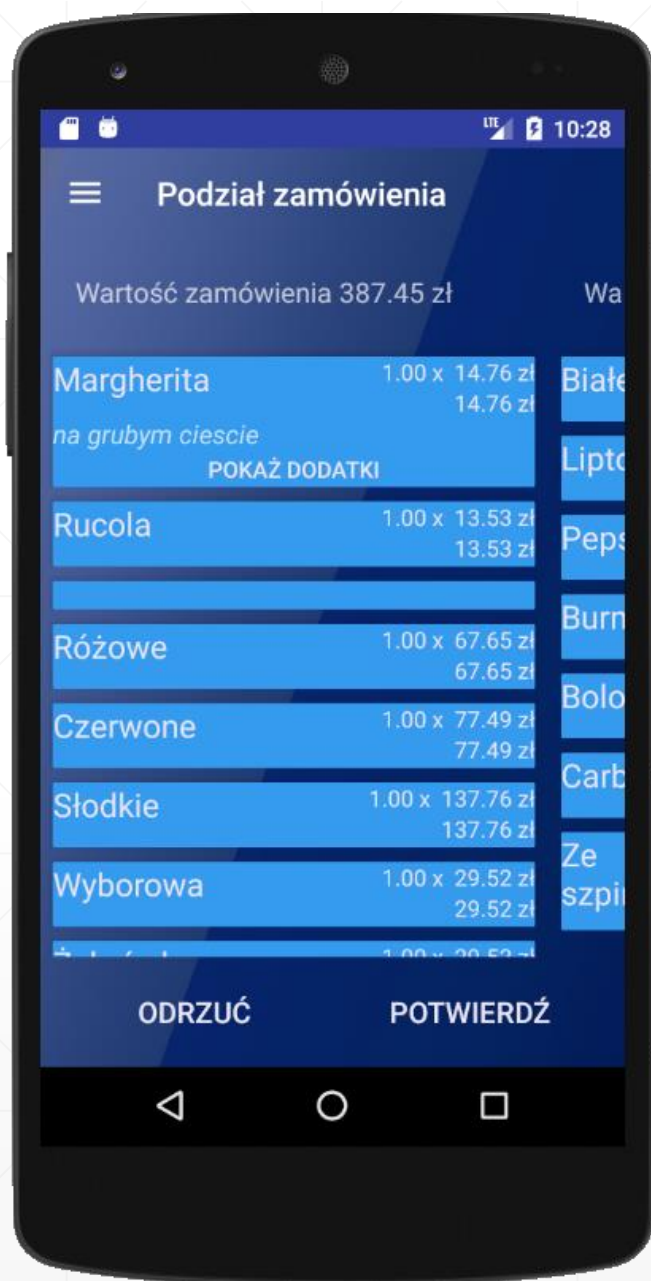 LTE 10:28
Podział zamówienia
Wartość zamówienia 387.45 zł
Margherita 1.00 x 14.76 zł
14.76 zł
na grubym ciescie
POKAŻ DODATKI
Rucola 1.00 x 13.53 zł
13.53 zł
Różowe 1.00 x 67.65 zł
67.65 zł
Czerwone 1.00 x 77.49 zł
77.49 zł
Słodkie 1.00 x 137.76 zł
137.76 zł
Wyborowa 1.00 x 29.52 zł
29.52 zł
Wa
Białe
Lipto
Peps
Burn
Bolo
Carb
Ze
szpi
ODRZUĆ POTWIERDŹ